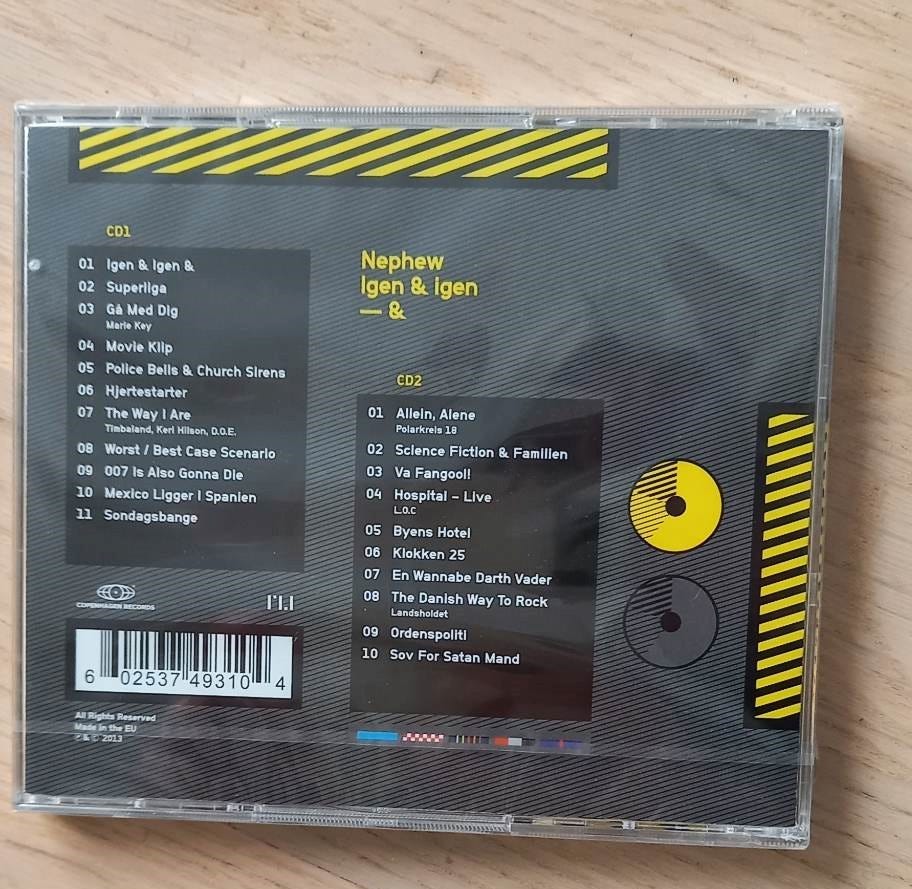 CD1
01 Igen & Igen &
02 Superliga
03 Gå Med Dig
Marie Key
04 Movie Klip
05 Police Bells & Church Sirens
06 Hjertestarter
07 The Way I Are
Timbaland, Keri Hilson, D.O.E.
08 Worst / Best Case Scenario
09 007 Is Also Gonna Die
10 Mexico Ligger I Spanien
11 Sondagsbange
COPENHAGEN RECORDS
6 02537 49310 4
All Rights Reserved
Made In the EU
℗ & © 2013
Nephew
Igen & igen
— &
CD2
01 Allein, Alene
Polarkreis 18
02 Science Fiction & Familien
03 Va Fangool!
04 Hospital – Live
L.O.C
05 Byens Hotel
06 Klokken 25
07 En Wannabe Darth Vader
08 The Danish Way To Rock
Landsholdet
09 Ordenspoliti
10 Sov For Satan Mand